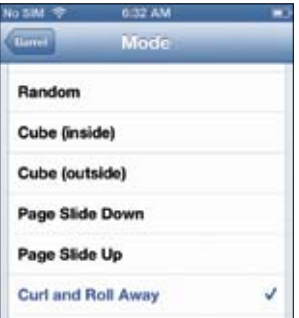 No SIM 6:32 AM
Barrel Mode
Random
Cube (inside)
Cube (outside)
Page Slide Down
Page Slide Up
Curl and Roll Away